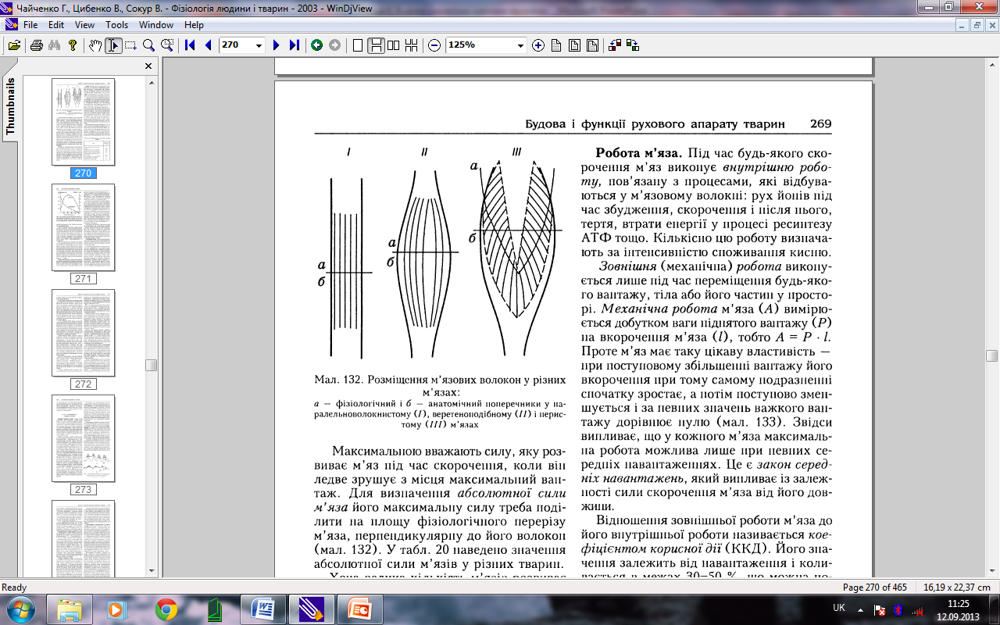 Чайченко Г., Цибенко В., Сокур В. - Фізіологія людини і тварин - 2003 - WinDjView
File Edit View Tools Window Help
270 125%
Thumbnails
270
271
272
273
Будова і функції рухового апарату тварин 269
I II III
а
а
б
а
б
б
Мал. 132. Розміщення м’язових волокон у різних
м’язах:
а — фізіологічний і б — анатомічний поперечники у па-
ралельноволокнистому (I), веретеноподібному (II) і перис-
тому (III) м’язах
Максимальною вважають силу, яку роз-
виває м’яз під час скорочення, коли він
ледве зрушує з місця максимальний ван-
таж. Для визначення абсолютної сили
м’яза його максимальну силу треба поді-
лити на площу фізіологічного перерізу
м’яза, перпендикулярну до його волокон
(мал. 132). У табл. 20 наведено значення
абсолютної сили м’язів у різних тварин.
Робота м’яза. Під час будь-якого ско-
рочення м’яз виконує внутрішню робо-
ту, пов’язану з процесами, які відбува-
ються у м’язовому волокні: рух йонів під
час збудження, скорочення і після нього,
тертя, втрати енергії у процесі ресинтезу
АТФ тощо. Кількісно цю роботу визнача-
ють за інтенсивністю споживання кисню.
Зовнішня (механічна) робота викону-
ється лише під час переміщення будь-яко-
го вантажу, тіла або його частин у просто-
рі. Механічна робота м’яза (А) вимірю-
ється добутком ваги піднятого вантажу (Р)
на вкорочення м’яза (l), тобто А = Р · l.
Проте м’яз має таку цікаву властивість —
при поступовому збільшенні вантажу його
вкорочення при тому самому подразненні
спочатку зростає, а потім поступово змен-
шується і за певних значень важкого ван-
тажу дорівнює нулю (мал. 133). Звідси
випливає, що у кожного м’яза максималь-
на робота можлива лише при певних се-
редніх навантаженнях. Це є закон серед-
ніх навантажень, який випливає із залеж-
ності сили скорочення м’яза від його дов-
жини.
Відношення зовнішньої роботи м’яза до
його внутрішньої роботи називається кое-
фіцієнтом корисної дії (ККД). Його зна-
чення залежить від навантаження і коли-
вається в межах 30–50 %, що можна по-
Ready Page 270 of 465 16,19 x 22,37 cm
UK 11:25
12.09.2013